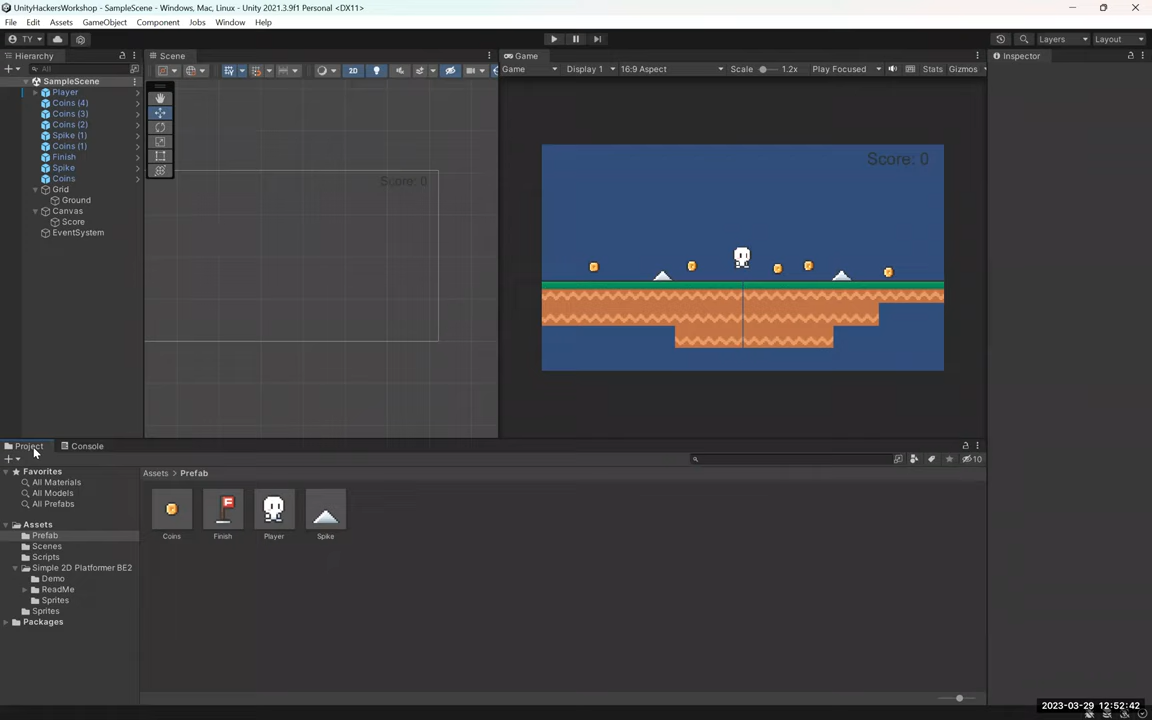 UnityHackersWorkshop - SampleScene - Windows, Mac, Linux - Unity 2021.3.9f1 Personal <DX11>
File Edit Assets GameObject Component Jobs Window Help
TY Layers Layout
Hierarchy Scene Game Inspector
All 2D Game Display 1 16:9 Aspect Scale 1.2x Play Focused Stats Gizmos
SampleScene
Player
Coins (4)
Coins (3)
Coins (2)
Spike (1)
Coins (1)
Finish
Spike
Coins
Grid
Ground
Canvas
Score
EventSystem
Score: 0
Score: 0
Project Console
10
Favorites
All Materials
All Models
All Prefabs
Assets
Prefab
Scenes
Scripts
Simple 2D Platformer BE2
Demo
ReadMe
Sprites
Sprites
Packages
Assets > Prefab
Coins Finish Player Spike
2023-03-29 12:52:42